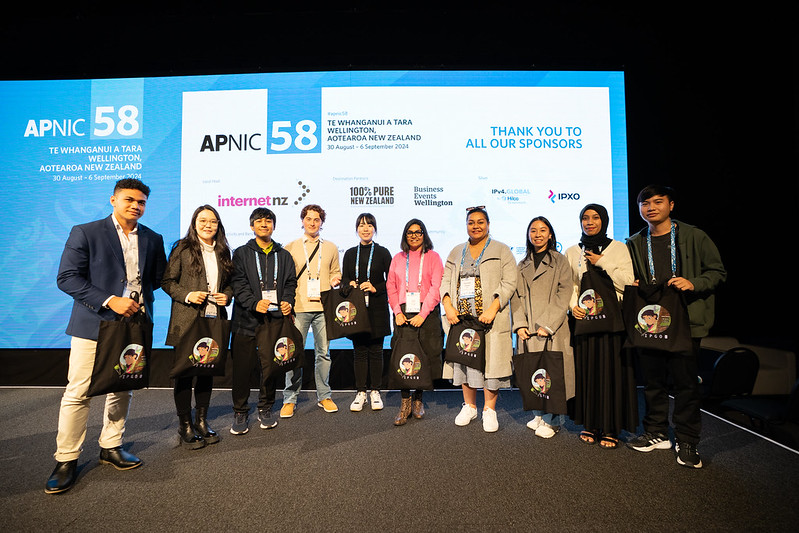 APNIC 58
TE WHANGANUI A TARA
WELLINGTON,
AOTEAROA NEW ZEALAND
30 August – 6 September 2024
APNIC 58
#apnic58
TE WHANGANUI A TARA
WELLINGTON,
AOTEAROA NEW ZEALAND
30 August – 6 September 2024
THANK YOU TO
ALL OUR SPONSORS
internetnz
100% PURE
NEW ZEALAND
Business
Events
Wellington
IPv4.GLOBAL
Hilco
IPXO